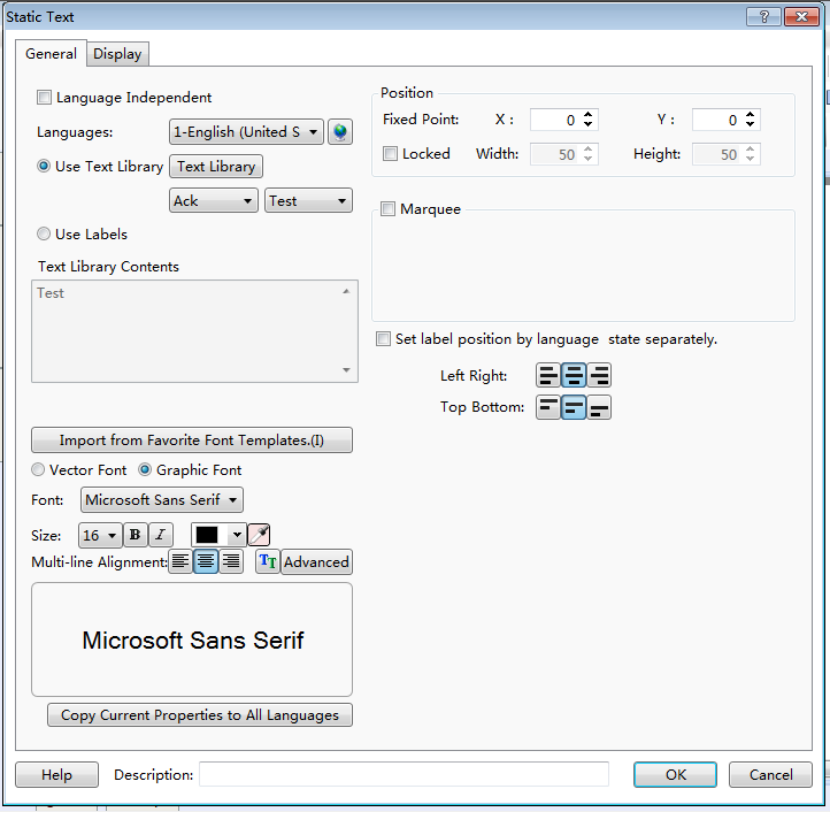 Static Text
General Display
Language Independent
Languages: 1-English (United S
Use Text Library Text Library
Ack Test
Use Labels
Text Library Contents
Test
Import from Favorite Font Templates.(I)
Vector Font Graphic Font
Font: Microsoft Sans Serif
Size: 16 B I
Multi-line Alignment: TT Advanced
Microsoft Sans Serif
Copy Current Properties to All Languages
Position
Fixed Point: X : 0 Y : 0
Locked Width: 50 Height: 50
Marquee
Set label position by language state separately.
Left Right:
Top Bottom:
Help Description: OK Cancel